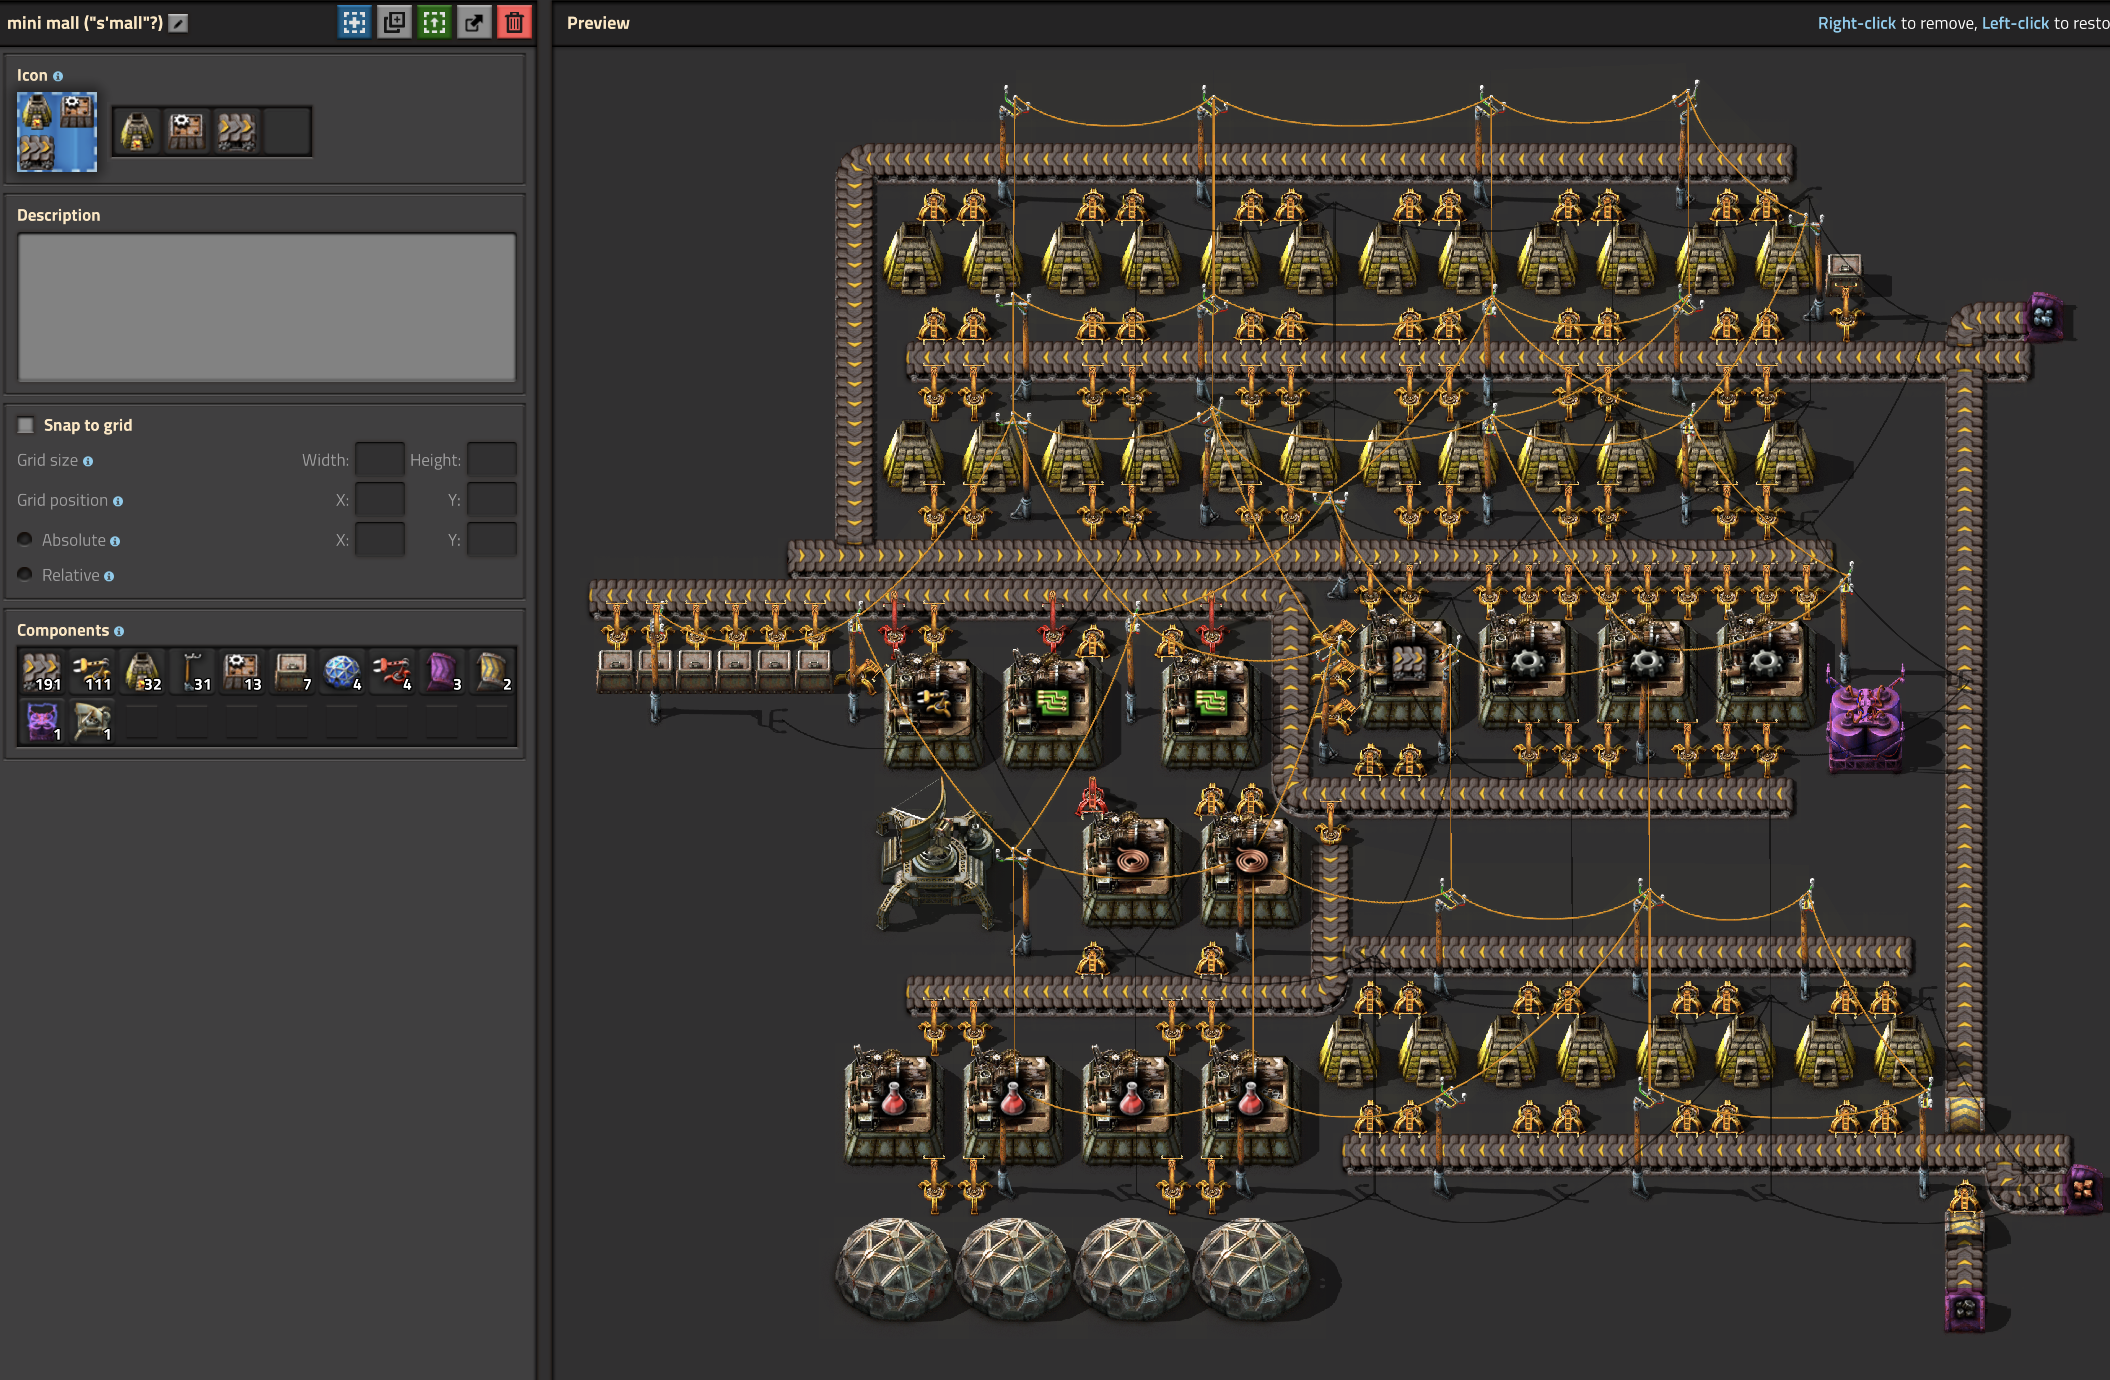 mini mall ("s'mall"?)
Preview
Right-click to remove, Left-click to resto
Icon
Description
Snap to grid
Grid size
Width:
Height:
Grid position
X:
Y:
Absolute
X:
Y:
Relative
Components
191
111
32
31
13
7
4
4
3
2
1
1